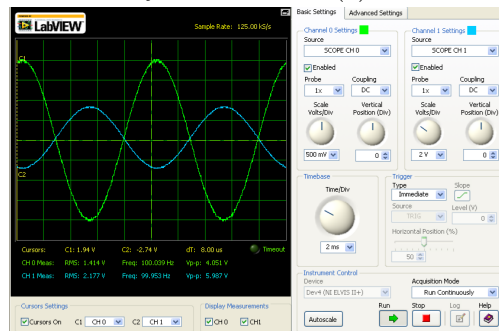 Basic Settings Advanced Settings
LabVIEW
Sample Rate: 125.00 kS/s
C1
C2
Cursors: C1: 1.94 V C2: -2.74 V dT: 8.00 us Timeout
CH 0 Meas: RMS: 1.414 V Freq: 100.039 Hz Vp-p: 4.051 V
CH 1 Meas: RMS: 2.177 V Freq: 99.953 Hz Vp-p: 5.987 V
Cursors Settings
Cursors On C1 CH 0 C2 CH 1
Display Measurements
CH0 CH1
Channel 0 Settings
Source
SCOPE CH 0
Enabled
Probe Coupling
1x DC
Scale Volts/Div
Vertical Position (Div)
500 mV 0
Channel 1 Settings
Source
SCOPE CH 1
Enabled
Probe Coupling
1x DC
Scale Volts/Div
Vertical Position (Div)
2 V 0
Timebase
Time/Div
2 ms
Trigger
Type Slope
Immediate
Source Level (V)
TRIG 0
Horizontal Position (%)
50
Instrument Control
Device Acquisition Mode
Dev4 (NI ELVIS II+) Run Continuously
Run Stop Log Help
Autoscale